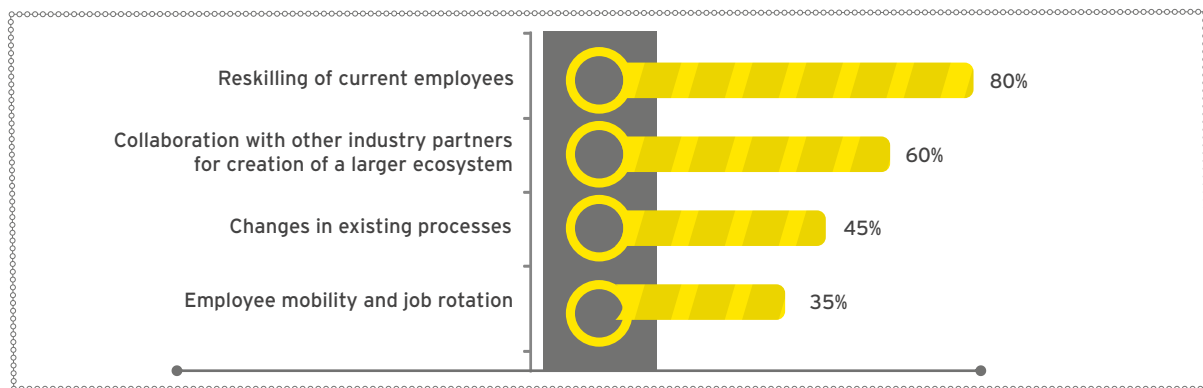 Reskilling of current employees
80%
Collaboration with other industry partners
for creation of a larger ecosystem
60%
Changes in existing processes
45%
Employee mobility and job rotation
35%